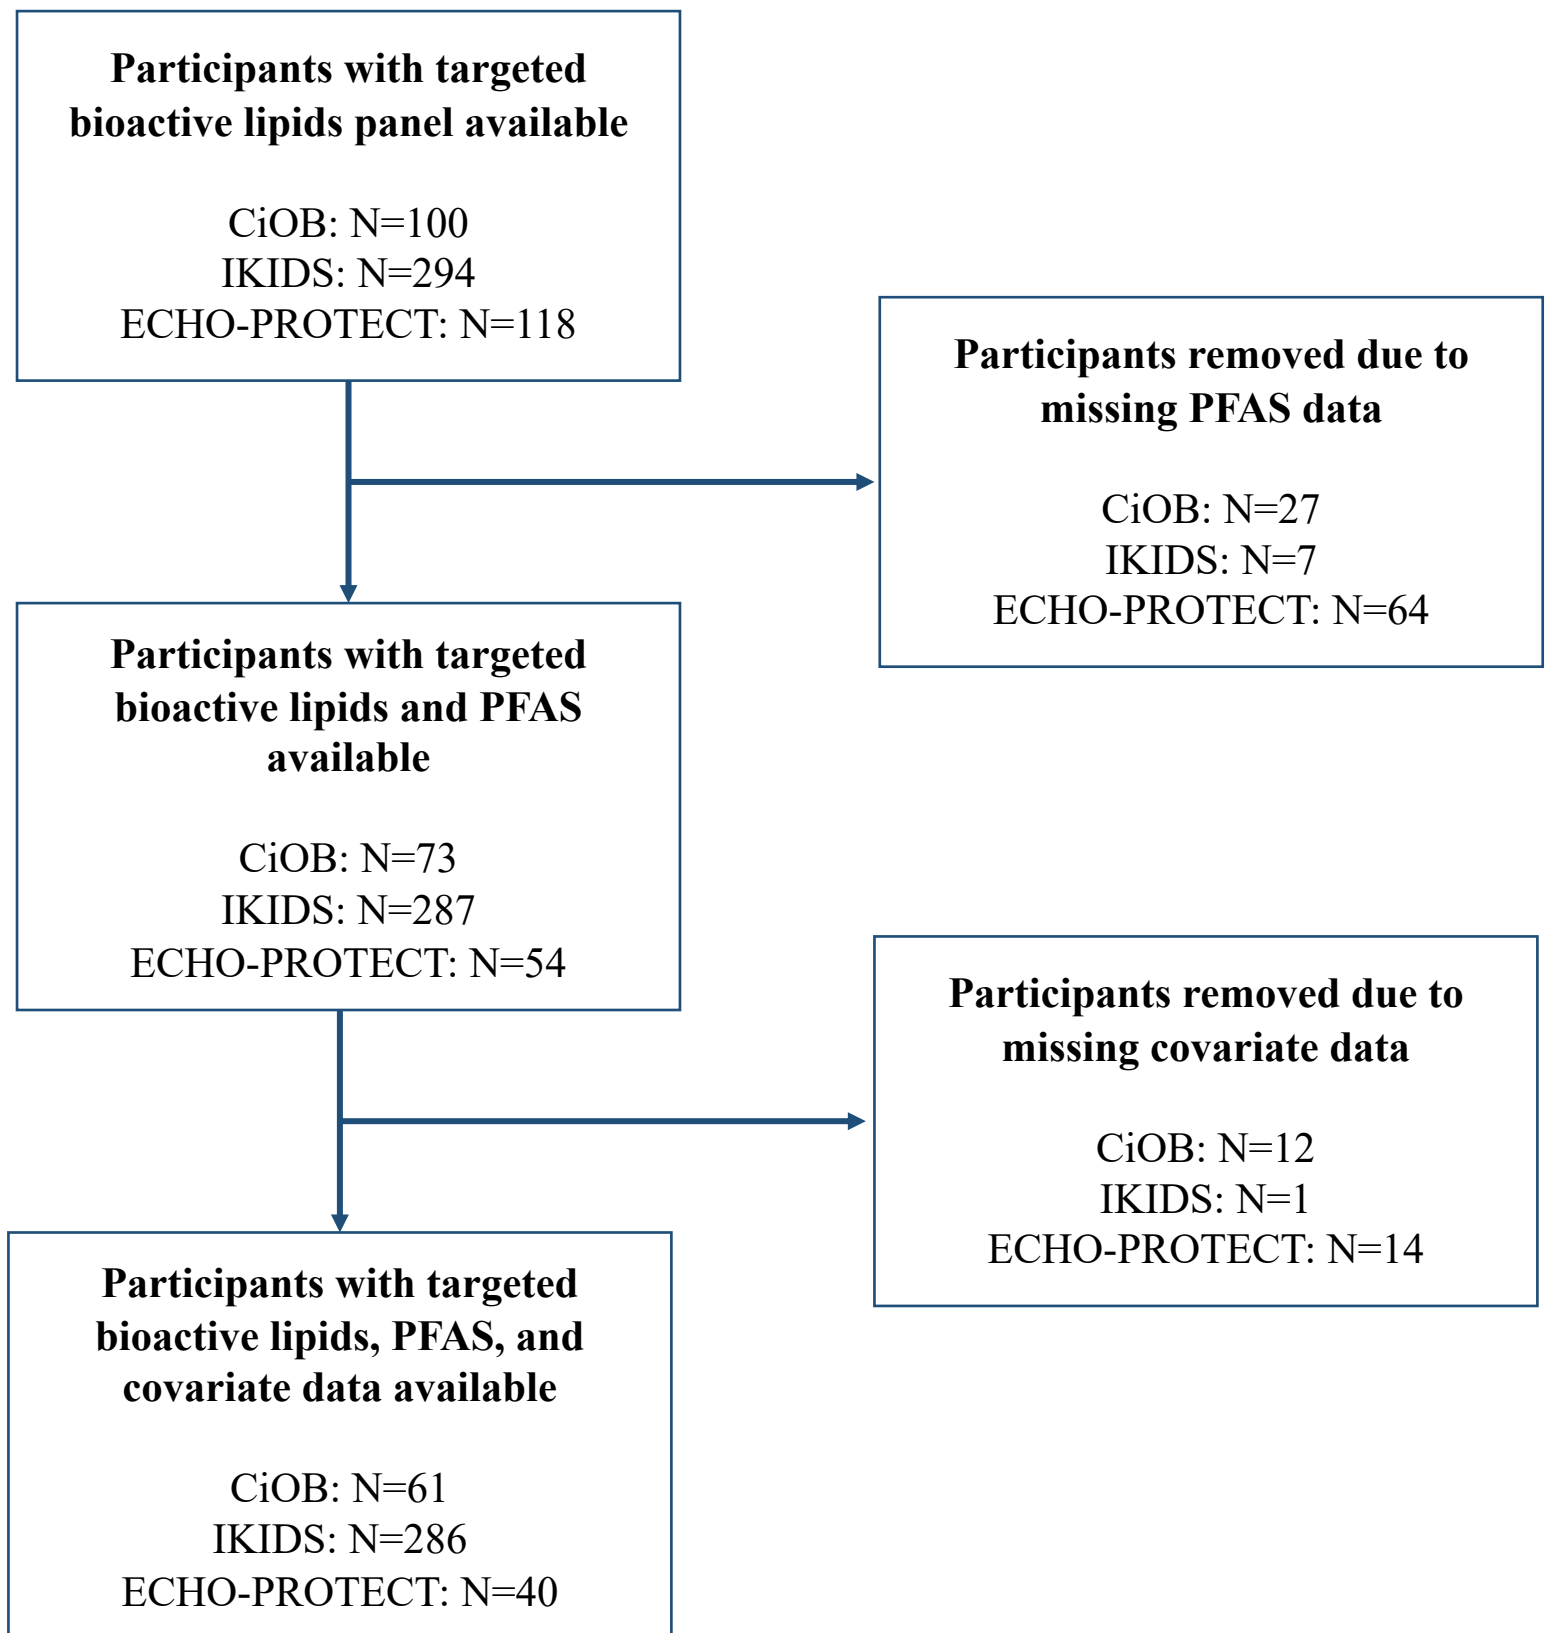 Participants with targeted
bioactive lipids panel available
CiOB: N=100
IKIDS: N=294
ECHO-PROTECT: N=118
Participants removed due to
missing PFAS data
CiOB: N=27
IKIDS: N=7
ECHO-PROTECT: N=64
Participants with targeted
bioactive lipids and PFAS
available
CiOB: N=73
IKIDS: N=287
ECHO-PROTECT: N=54
Participants removed due to
missing covariate data
CiOB: N=12
IKIDS: N=1
ECHO-PROTECT: N=14
Participants with targeted
bioactive lipids, PFAS, and
covariate data available
CiOB: N=61
IKIDS: N=286
ECHO-PROTECT: N=40